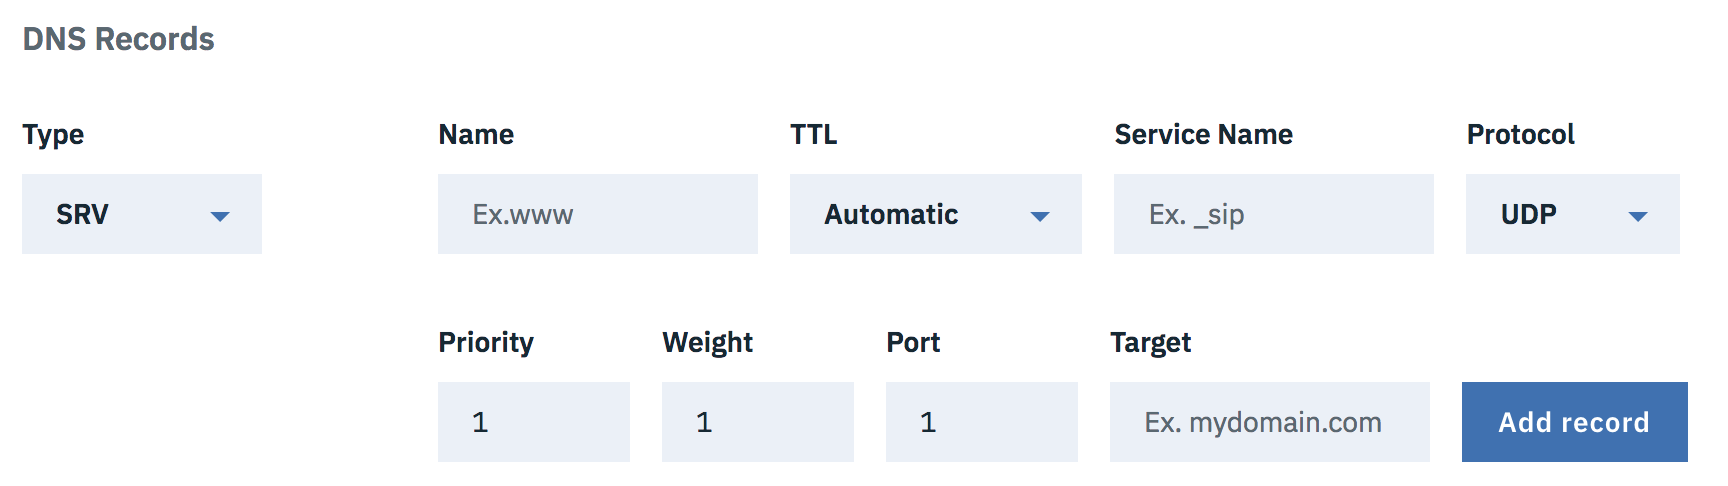 DNS Records
Type Name TTL Service Name Protocol
SRV Ex.www Automatic Ex. _sip UDP
Priority Weight Port Target
1 1 1 Ex. mydomain.com Add record